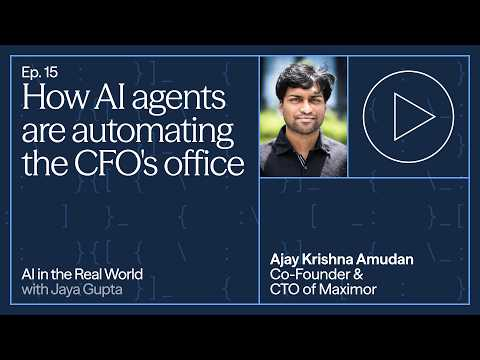 Ep. 15
How AI agents
are automating
the CFO's office
AI in the Real World
with Jaya Gupta
Ajay Krishna Amudan
Co-Founder &
CTO of Maximor